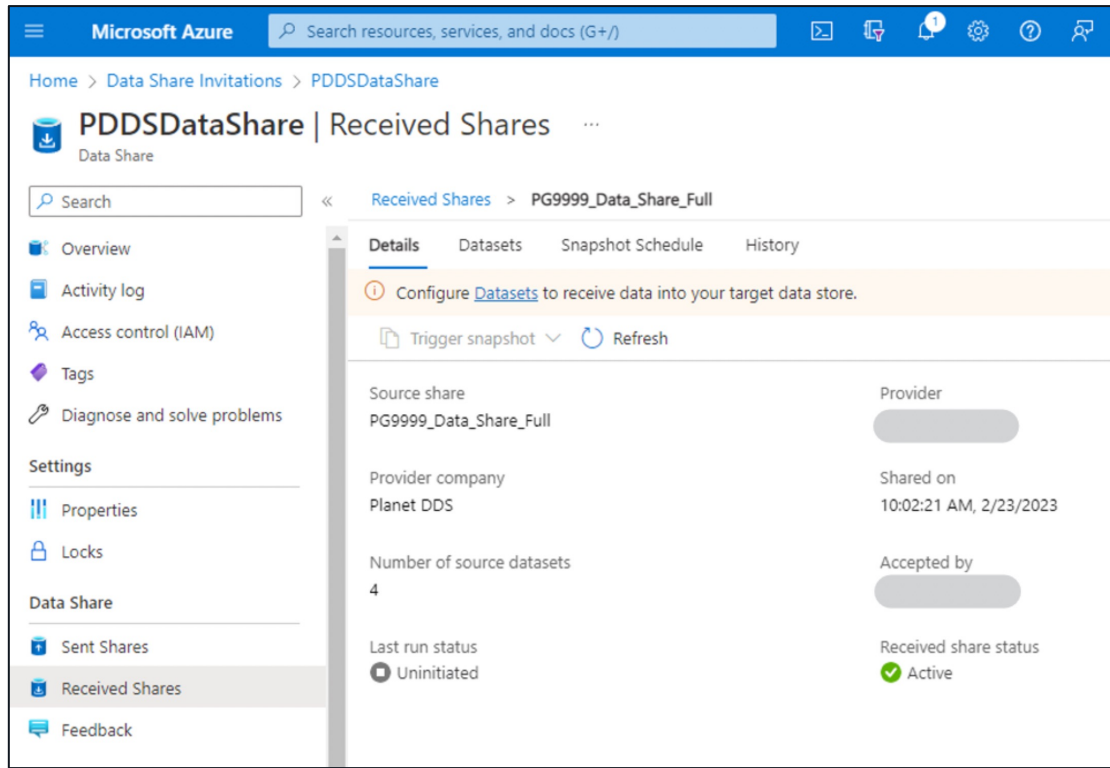 Microsoft Azure
Search resources, services, and docs (G+/)
1
Home > Data Share Invitations > PDDSDataShare
PDDSDataShare | Received Shares ...
Data Share
Search
«
Overview
Activity log
Access control (IAM)
Tags
Diagnose and solve problems
Settings
Properties
Locks
Data Share
Sent Shares
Received Shares
Feedback
Received Shares > PG9999_Data_Share_Full
Details Datasets Snapshot Schedule History
Configure Datasets to receive data into your target data store.
Trigger snapshot Refresh
Source share
PG9999_Data_Share_Full
Provider
Provider company
Planet DDS
Shared on
10:02:21 AM, 2/23/2023
Number of source datasets
4
Accepted by
Last run status
Uninitiated
Received share status
Active